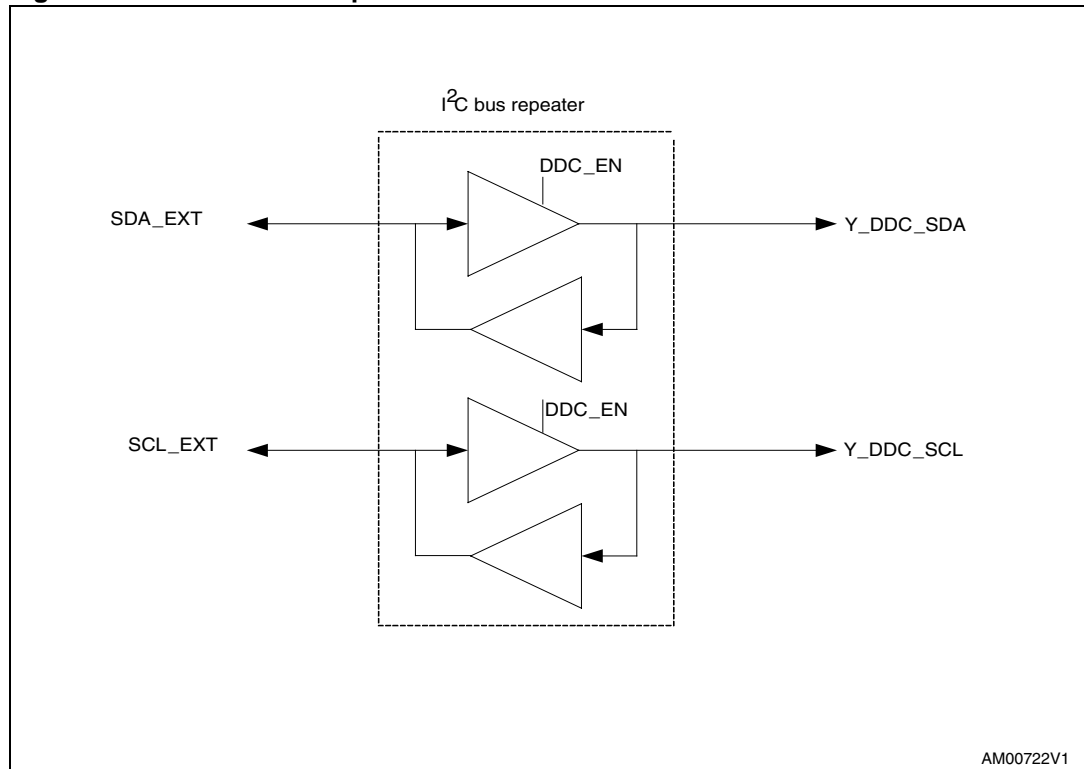 I²C bus repeater
DDC_EN
SDA_EXT
Y_DDC_SDA
DDC_EN
SCL_EXT
Y_DDC_SCL
AM00722V1